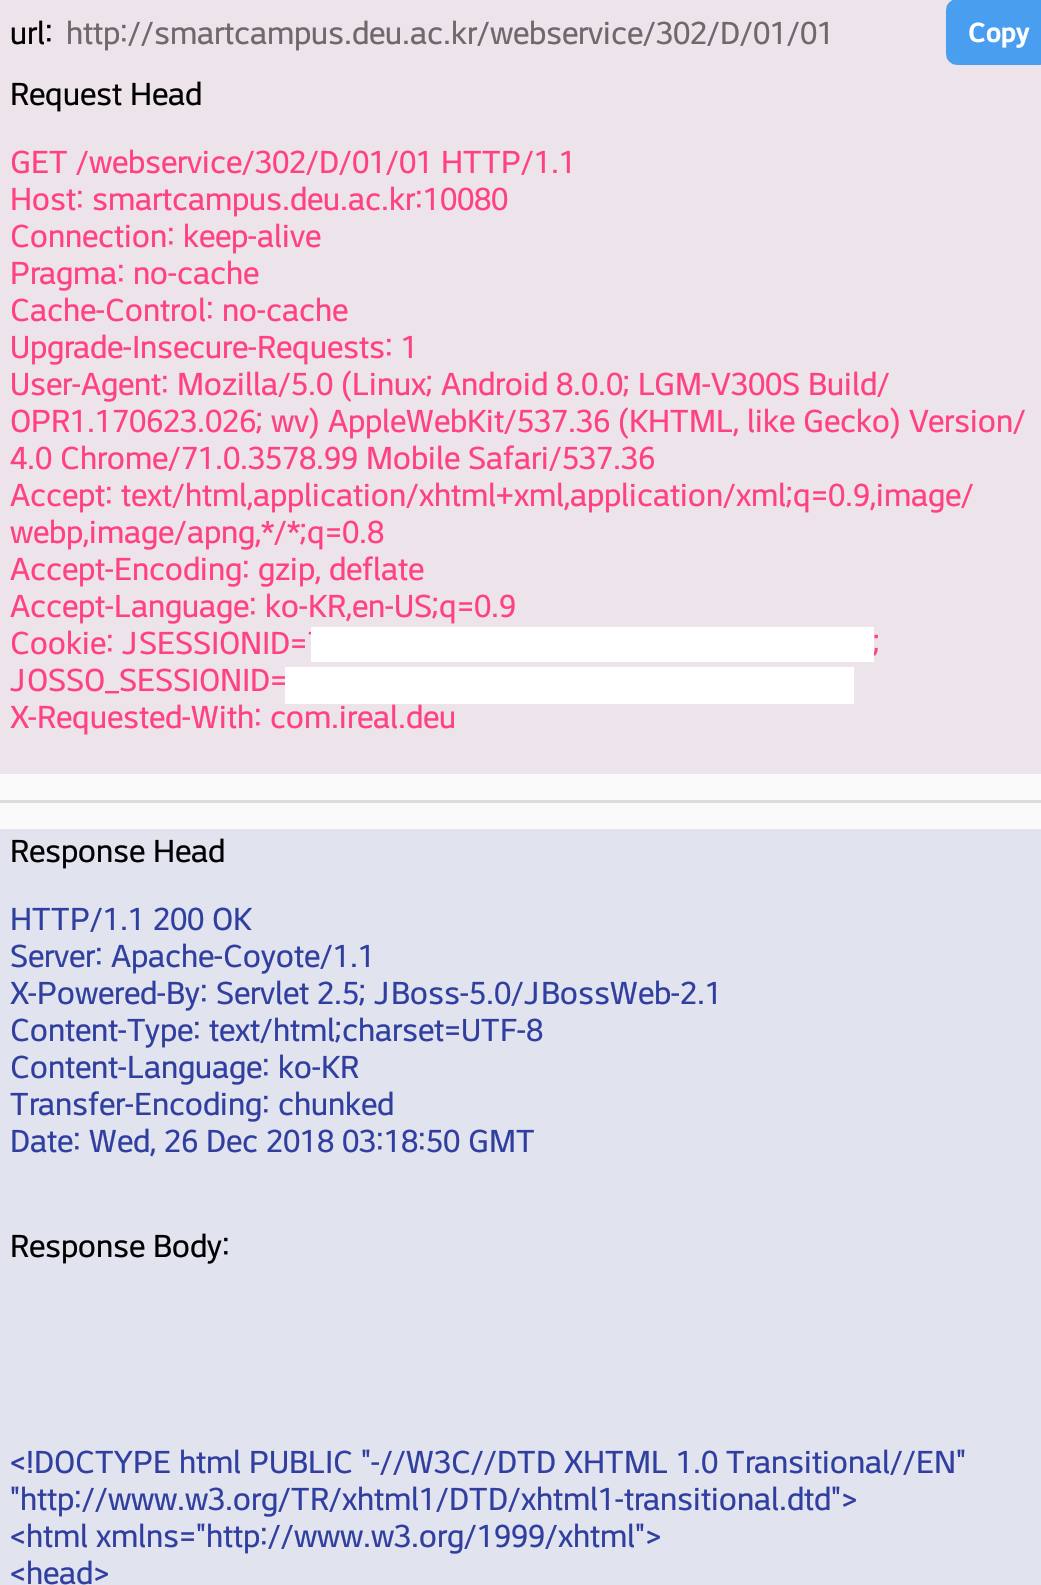 url: http://smartcampus.deu.ac.kr/webservice/302/D/01/01
Copy
Request Head
GET /webservice/302/D/01/01 HTTP/1.1
Host: smartcampus.deu.ac.kr:10080
Connection: keep-alive
Pragma: no-cache
Cache-Control: no-cache
Upgrade-Insecure-Requests: 1
User-Agent: Mozilla/5.0 (Linux; Android 8.0.0; LGM-V300S Build/
OPR1.170623.026; wv) AppleWebKit/537.36 (KHTML, like Gecko) Version/
4.0 Chrome/71.0.3578.99 Mobile Safari/537.36
Accept: text/html,application/xhtml+xml,application/xml;q=0.9,image/
webp,image/apng,*/*;q=0.8
Accept-Encoding: gzip, deflate
Accept-Language: ko-KR,en-US;q=0.9
Cookie: JSESSIONID= ;
JOSSO_SESSIONID=
X-Requested-With: com.ireal.deu
Response Head
HTTP/1.1 200 OK
Server: Apache-Coyote/1.1
X-Powered-By: Servlet 2.5; JBoss-5.0/JBossWeb-2.1
Content-Type: text/html;charset=UTF-8
Content-Language: ko-KR
Transfer-Encoding: chunked
Date: Wed, 26 Dec 2018 03:18:50 GMT
Response Body:
<!DOCTYPE html PUBLIC "-//W3C//DTD XHTML 1.0 Transitional//EN"
"http://www.w3.org/TR/xhtml1/DTD/xhtml1-transitional.dtd">
<html xmlns="http://www.w3.org/1999/xhtml">
<head>